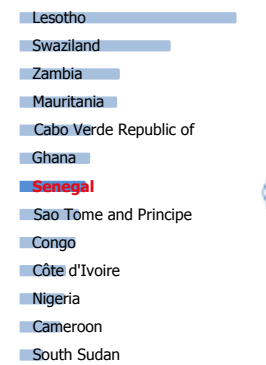 Lesotho
Swaziland
Zambia
Mauritania
Cabo Verde Republic of
Ghana
Senegal
Sao Tome and Principe
Congo
Côte d'Ivoire
Nigeria
Cameroon
South Sudan